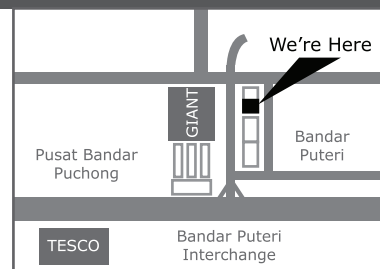 We're Here
GIANT
Bandar
Puteri
Pusat Bandar
Puchong
Bandar Puteri
Interchange
TESCO